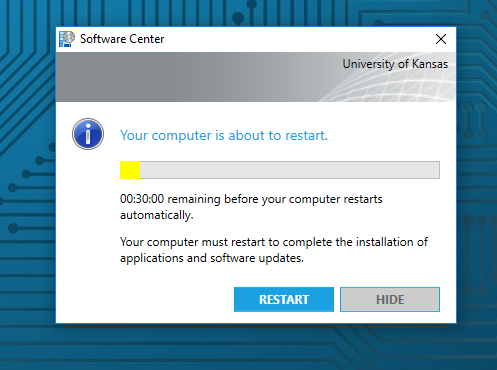 Software Center
University of Kansas
Your computer is about to restart.
00:30:00 remaining before your computer restarts
automatically.
Your computer must restart to complete the installation of
applications and software updates.
RESTART
HIDE